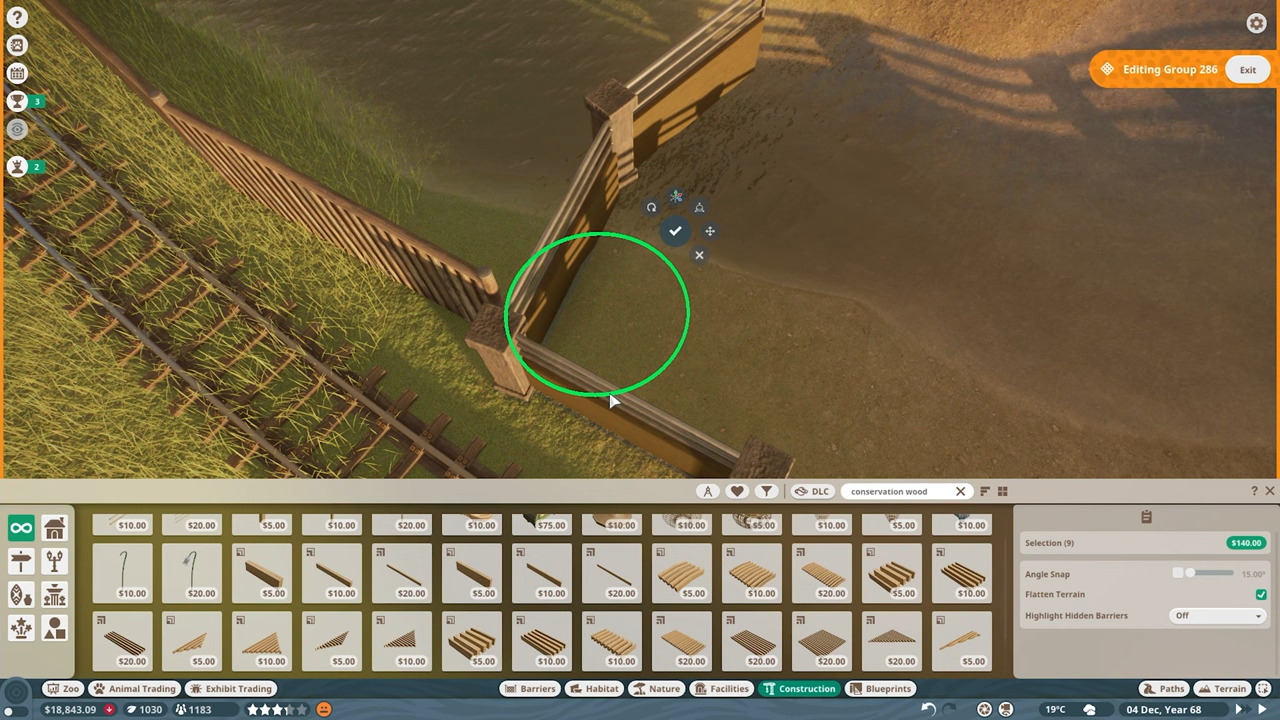 ?
Editing Group 286 Exit
3
2
DLC conservation wood ?
$10.00 $20.00 $5.00 $10.00 $20.00 $10.00 $75.00 $10.00 $10.00 $5.00 $10.00 $5.00 $10.00
$10.00 $20.00 $5.00 $10.00 $20.00 $5.00 $10.00 $20.00 $5.00 $10.00 $20.00 $5.00 $10.00
$20.00 $5.00 $10.00 $5.00 $10.00 $5.00 $10.00 $10.00 $20.00 $20.00 $20.00 $10.00 $5.00
Selection (9) $140.00
Angle Snap 15.00°
Flatten Terrain
Highlight Hidden Barriers Off
Zoo Animal Trading Exhibit Trading Barriers Habitat Nature Facilities Construction Blueprints Paths Terrain
$18,843.09 1030 1183 19°C 04 Dec, Year 68